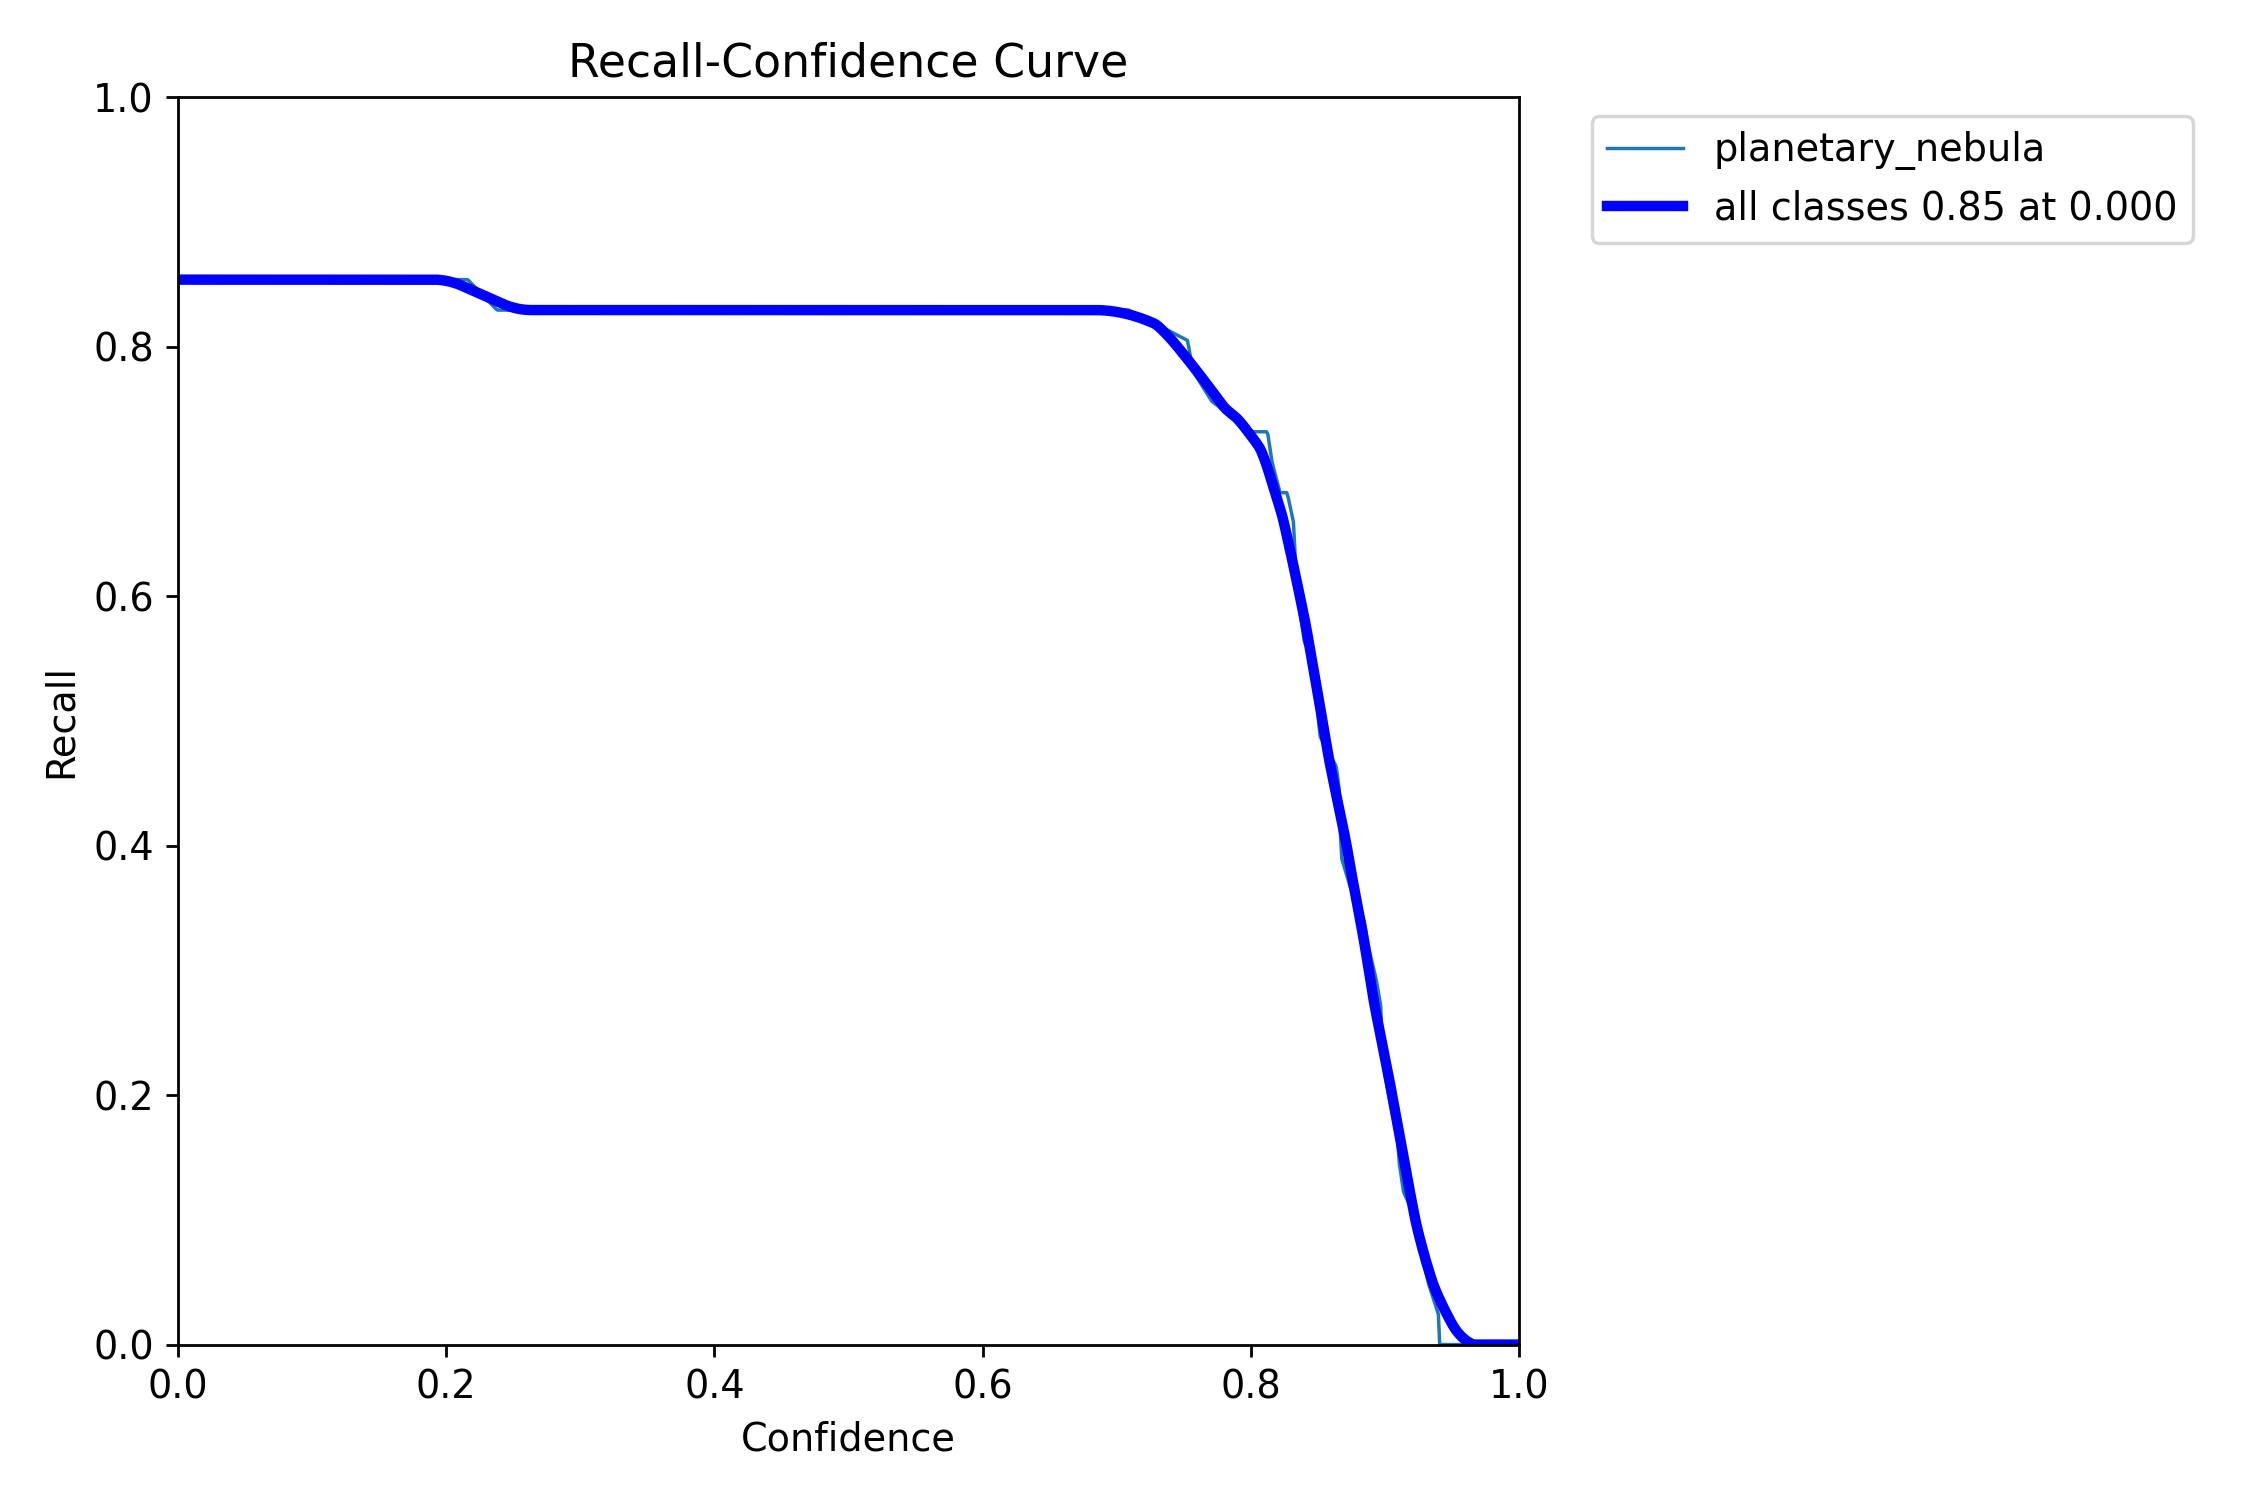 Recall-Confidence Curve
1.0
0.8
0.6
0.4
0.2
0.0
Recall
0.0 0.2 0.4 0.6 0.8 1.0
Confidence
planetary_nebula
all classes 0.85 at 0.000